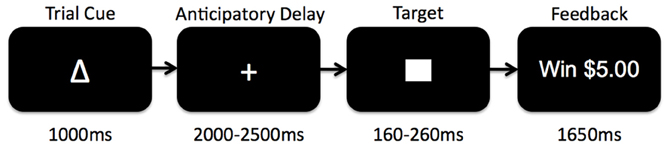 Trial Cue
Anticipatory Delay
Target
Feedback
Δ
+
Win $5.00
1000ms
2000-2500ms
160-260ms
1650ms